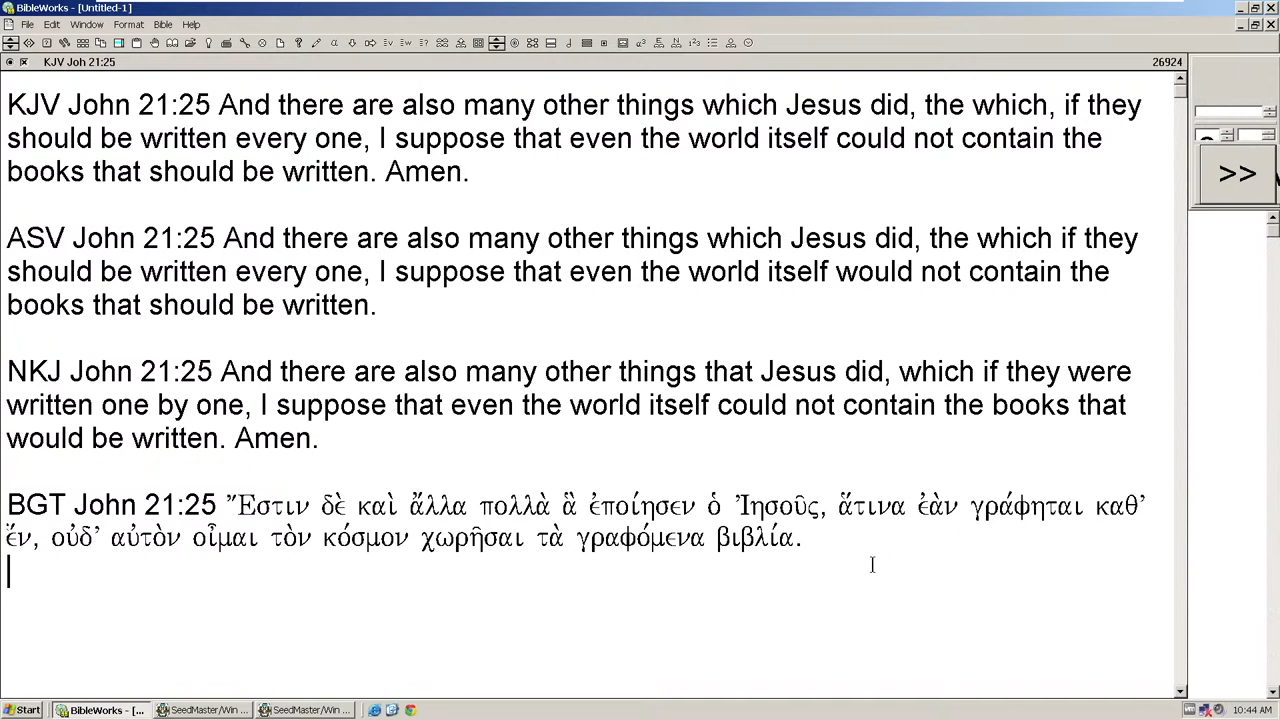 BibleWorks - [Untitled-1]
File Edit Window Format Bible Help
KJV Joh 21:25 26924
KJV John 21:25 And there are also many other things which Jesus did, the which, if they
should be written every one, I suppose that even the world itself could not contain the
books that should be written. Amen.
ASV John 21:25 And there are also many other things which Jesus did, the which if they
should be written every one, I suppose that even the world itself would not contain the
books that should be written.
NKJ John 21:25 And there are also many other things that Jesus did, which if they were
written one by one, I suppose that even the world itself could not contain the books that
would be written. Amen.
BGT John 21:25 Ἔστιν δὲ καὶ ἄλλα πολλὰ ἃ ἐποίησεν ὁ Ἰησοῦς, ἅτινα ἐὰν γράφηται καθ’
ἕν, οὐδ’ αὐτὸν οἶμαι τὸν κόσμον χωρῆσαι τὰ γραφόμενα βιβλία.
>>
Start BibleWorks - [... SeedMaster/Win ... SeedMaster/Win ... 10:44 AM